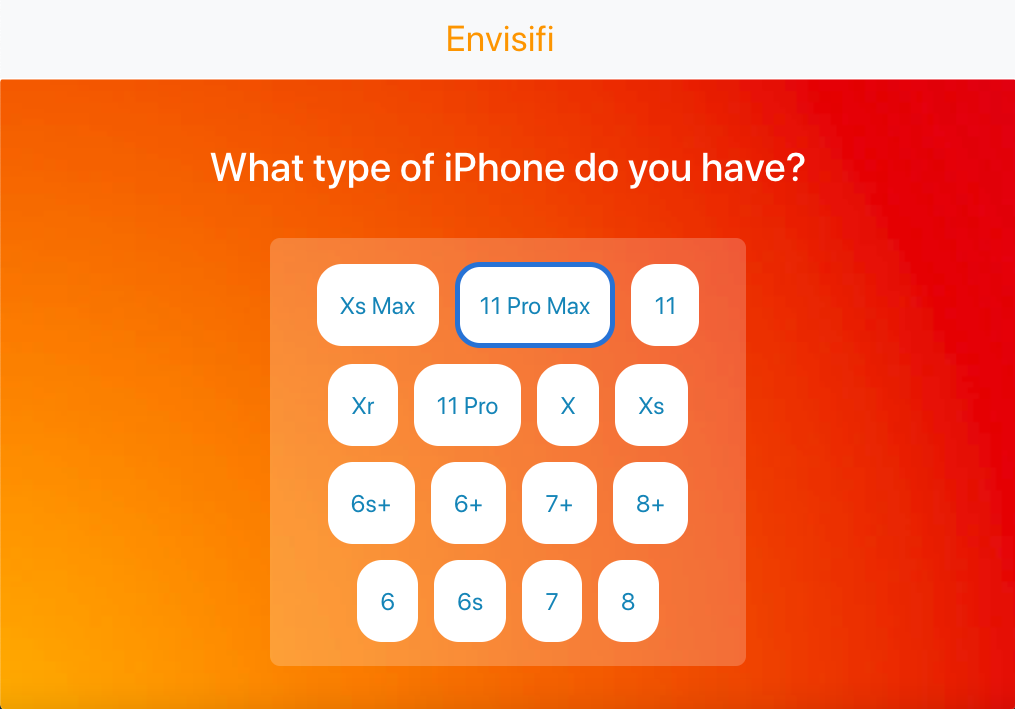 Envisifi
What type of iPhone do you have?
Xs Max 11 Pro Max 11
Xr 11 Pro X Xs
6s+ 6+ 7+ 8+
6 6s 7 8